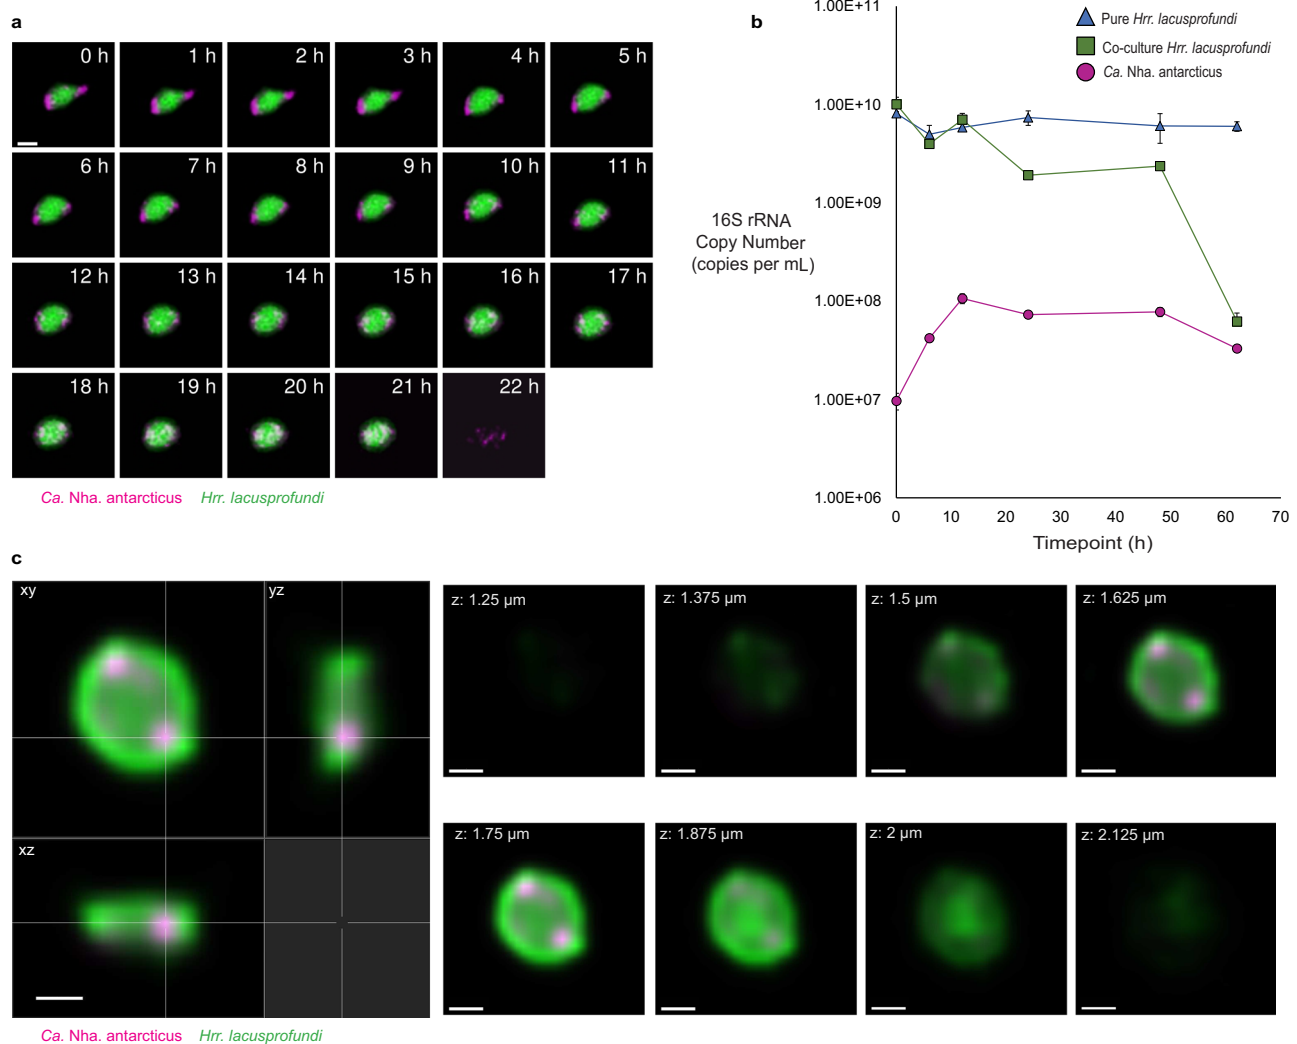 a
0 h 1 h 2 h 3 h 4 h 5 h
6 h 7 h 8 h 9 h 10 h 11 h
12 h 13 h 14 h 15 h 16 h 17 h
18 h 19 h 20 h 21 h 22 h
Ca. Nha. antarcticus Hrr. lacusprofundi
b
1.00E+11
1.00E+10
1.00E+09
1.00E+08
1.00E+07
1.00E+06
16S rRNA
Copy Number
(copies per mL)
Pure Hrr. lacusprofundi
Co-culture Hrr. lacusprofundi
Ca. Nha. antarcticus
0 10 20 30 40 50 60 70
Timepoint (h)
c
xy
yz
xz
z: 1.25 µm
z: 1.375 µm
z: 1.5 µm
z: 1.625 µm
z: 1.75 µm
z: 1.875 µm
z: 2 µm
z: 2.125 µm
Ca. Nha. antarcticus Hrr. lacusprofundi